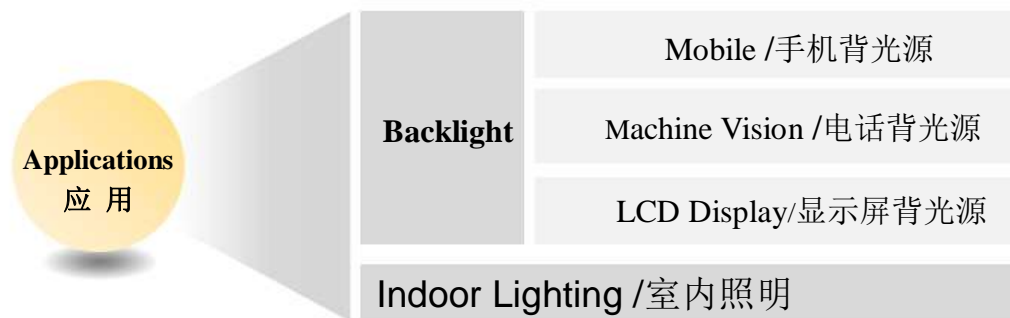 Applications
应 用
Backlight
Mobile /手机背光源
Machine Vision /电话背光源
LCD Display/显示屏背光源
Indoor Lighting /室内照明